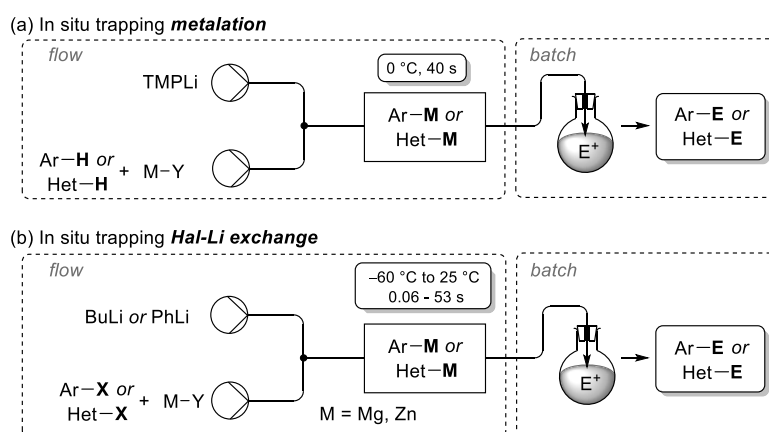 (a) In situ trapping metalation
flow
batch
TMPLi
0 °C, 40 s
Ar–H or
Het–H
+ M–Y
Ar–M or
Het–M
E+
Ar–E or
Het–E
(b) In situ trapping Hal-Li exchange
flow
batch
BuLi or PhLi
–60 °C to 25 °C
0.06 - 53 s
Ar–X or
Het–X
+ M–Y
Ar–M or
Het–M
M = Mg, Zn
E+
Ar–E or
Het–E